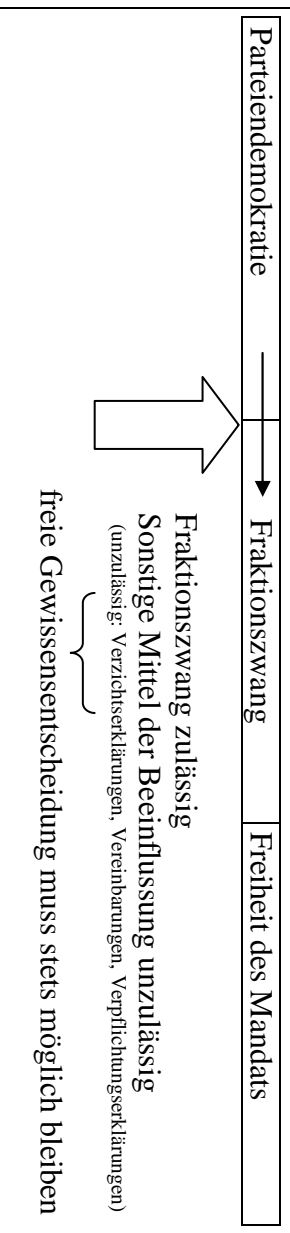 Parteiendemokratie Fraktionszwang Freiheit des Mandats
Fraktionszwang zulässig
Sonstige Mittel der Beeinflussung unzulässig
(unzulässig: Verzichtserklärungen, Vereinbarungen, Verpflichtungserklärungen)
freie Gewissensentscheidung muss stets möglich bleiben